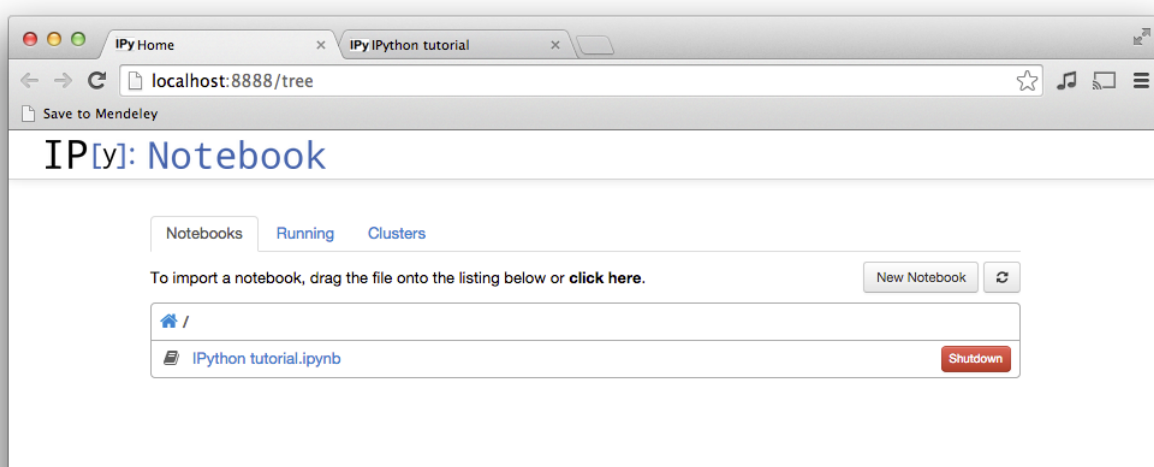 IPy Home × IPy IPython tutorial ×
localhost:8888/tree
Save to Mendeley
IP[y]: Notebook
Notebooks Running Clusters
To import a notebook, drag the file onto the listing below or click here. New Notebook
/
IPython tutorial.ipynb Shutdown